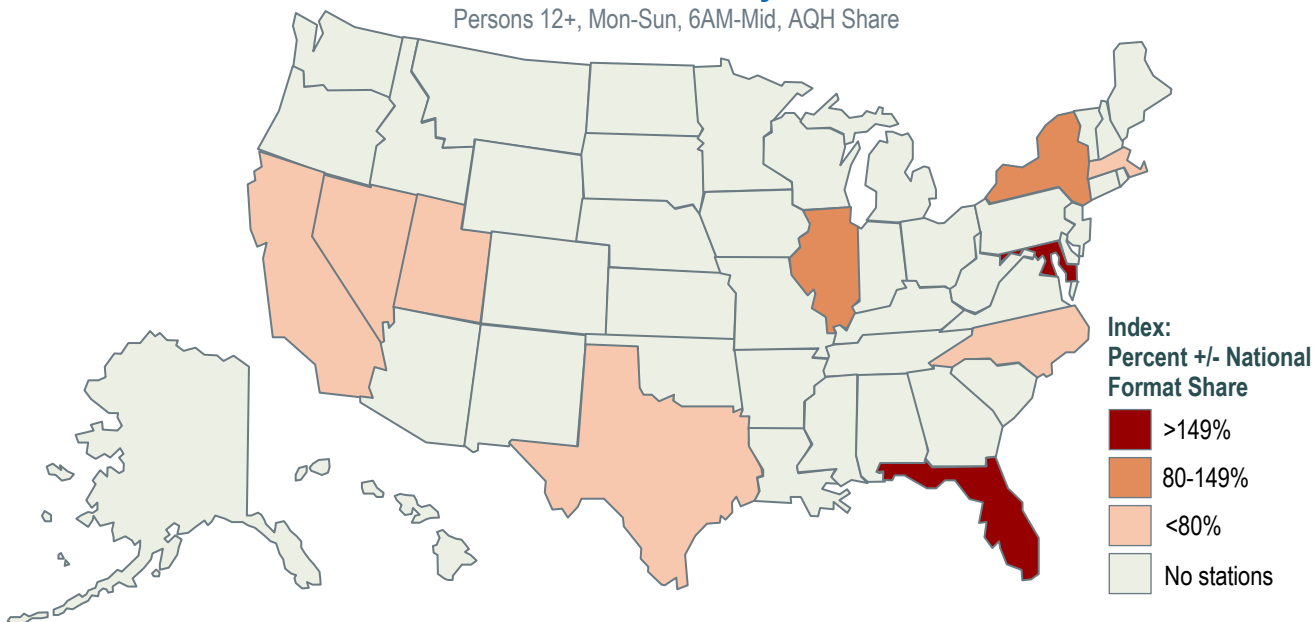 Persons 12+, Mon-Sun, 6AM-Mid, AQH Share
Index:
Percent +/- National
Format Share
>149%
80-149%
<80%
No stations